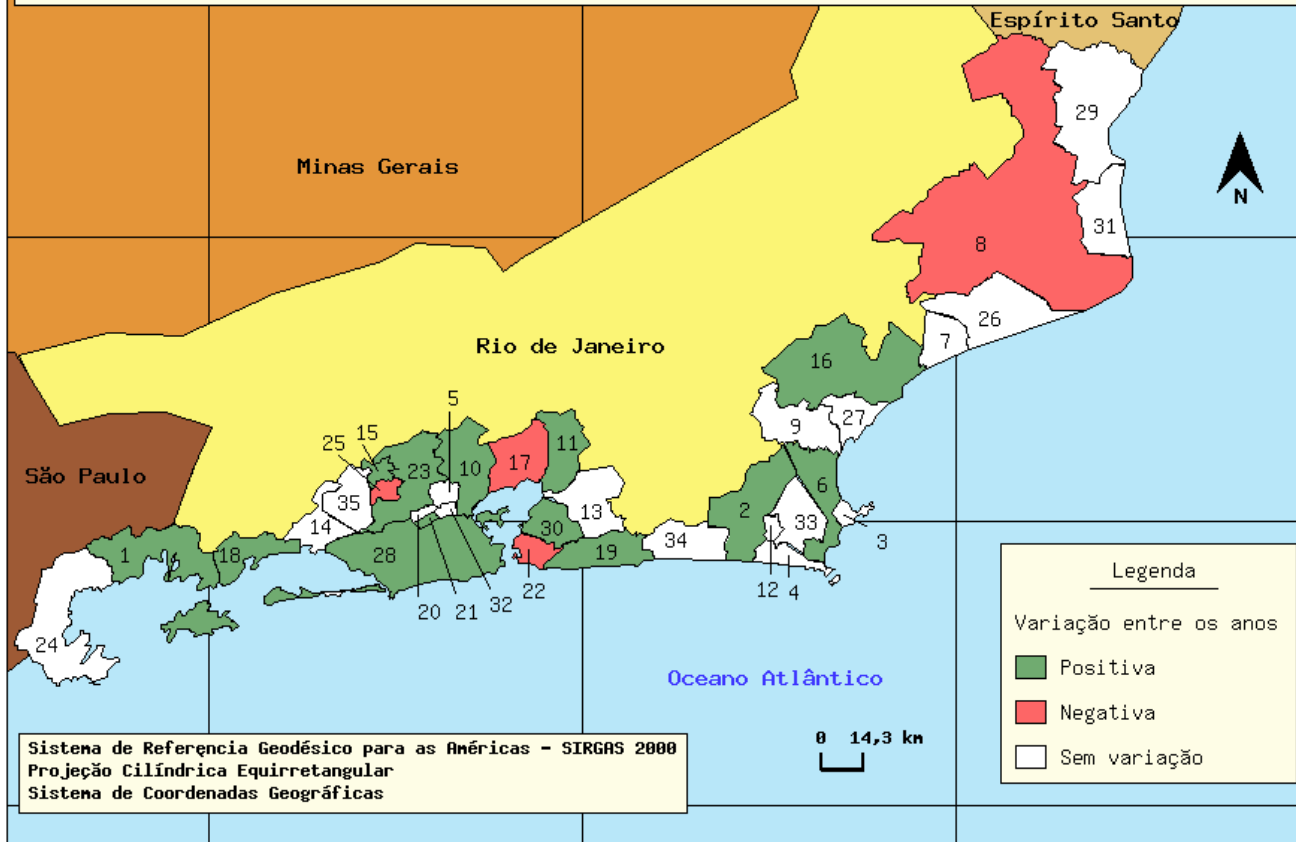 Espírito Santo
29
Minas Gerais
N
31
8
26
7
Rio de Janeiro
16
5
27
9
15
25
11
17
23
10
São Paulo
6
35
2
13
33
14
30
34
1
18
28
19
3
12
4
22
32
21
20
24
Legenda
Variação entre os anos
Positiva
Negativa
Sem variação
Oceano Atlântico
0 14,3 km
Sistema de Referencia Geodésico para as Américas - SIRGAS 2000
Projeção Cilíndrica Equirretangular
Sistema de Coordenadas Geográficas